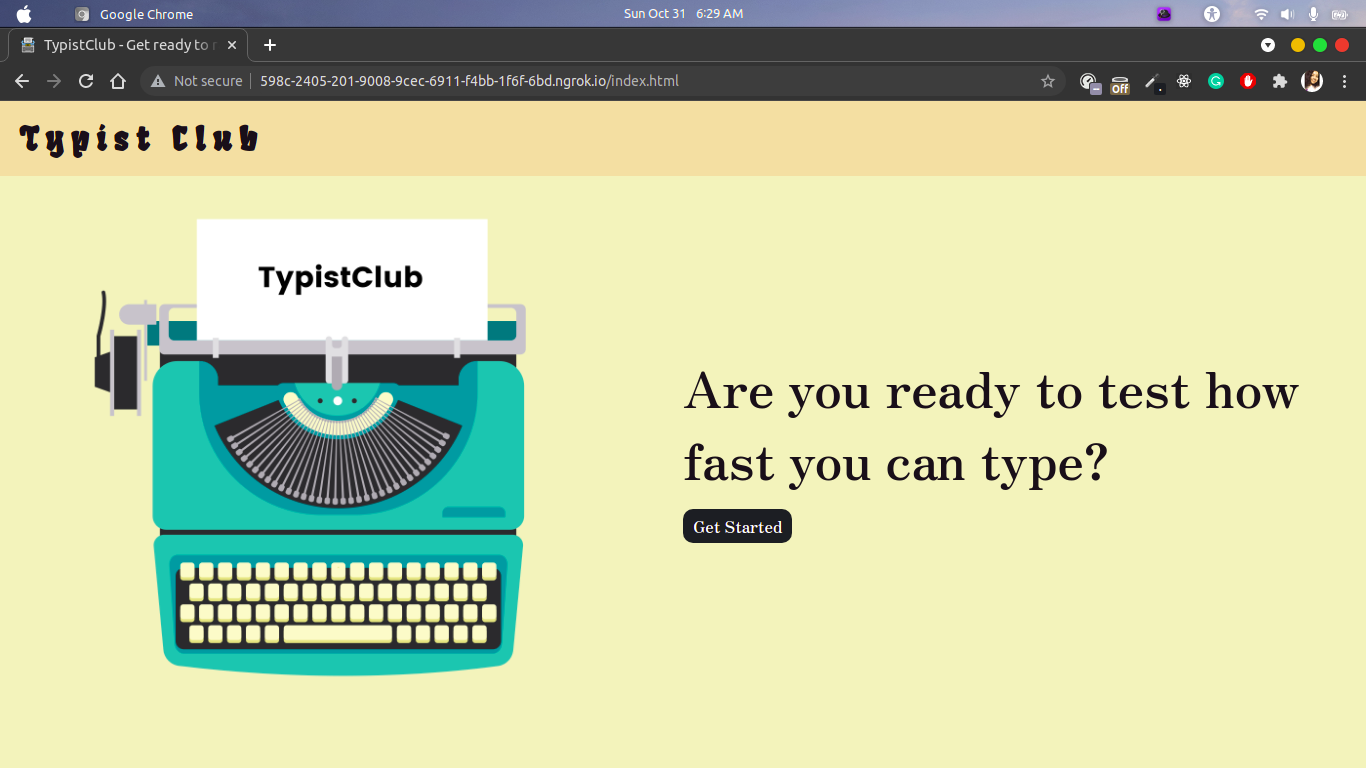 Google Chrome
Sun Oct 31 6:29 AM
TypistClub - Get ready to
Not secure
598c-2405-201-9008-9cec-6911-f4bb-1f6f-6bd.ngrok.io/index.html
Off
Typist Club
TypistClub
Are you ready to test how
fast you can type?
Get Started